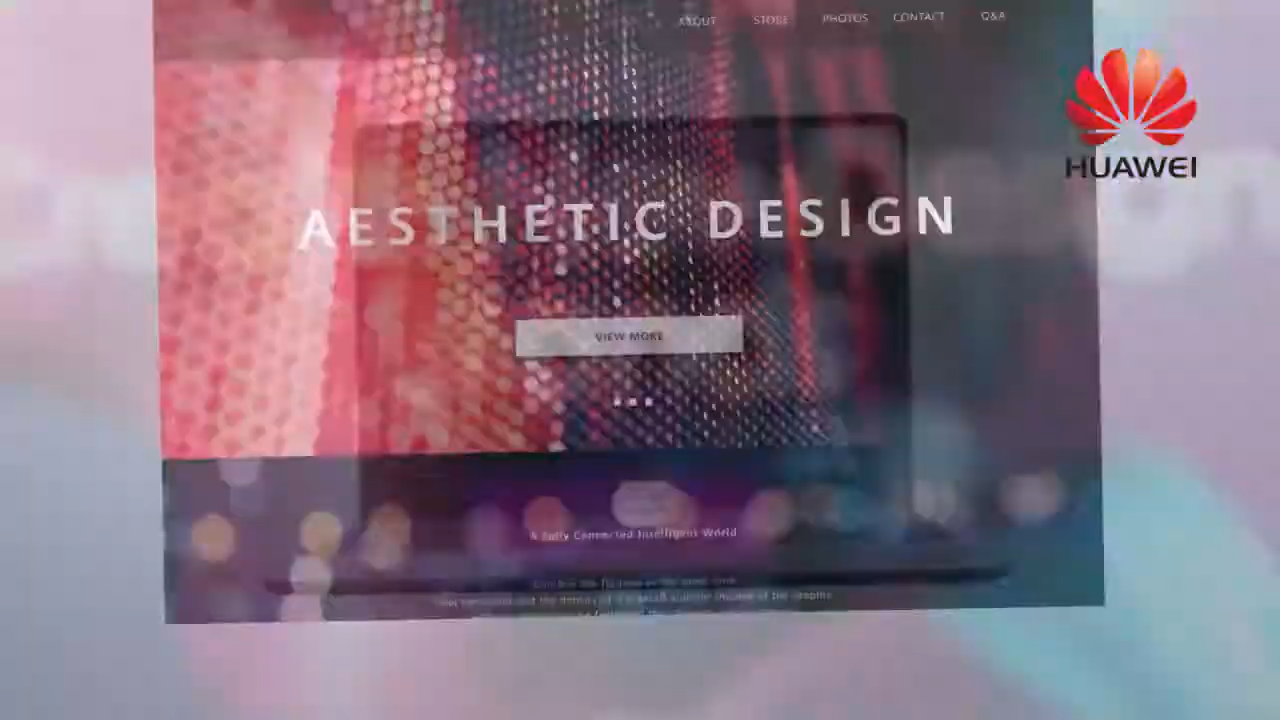 ABOUT STORE PHOTOS CONTACT Q&A
HUAWEI
AESTHETIC DESIGN
VIEW MORE
A Fully Connected Intelligent World